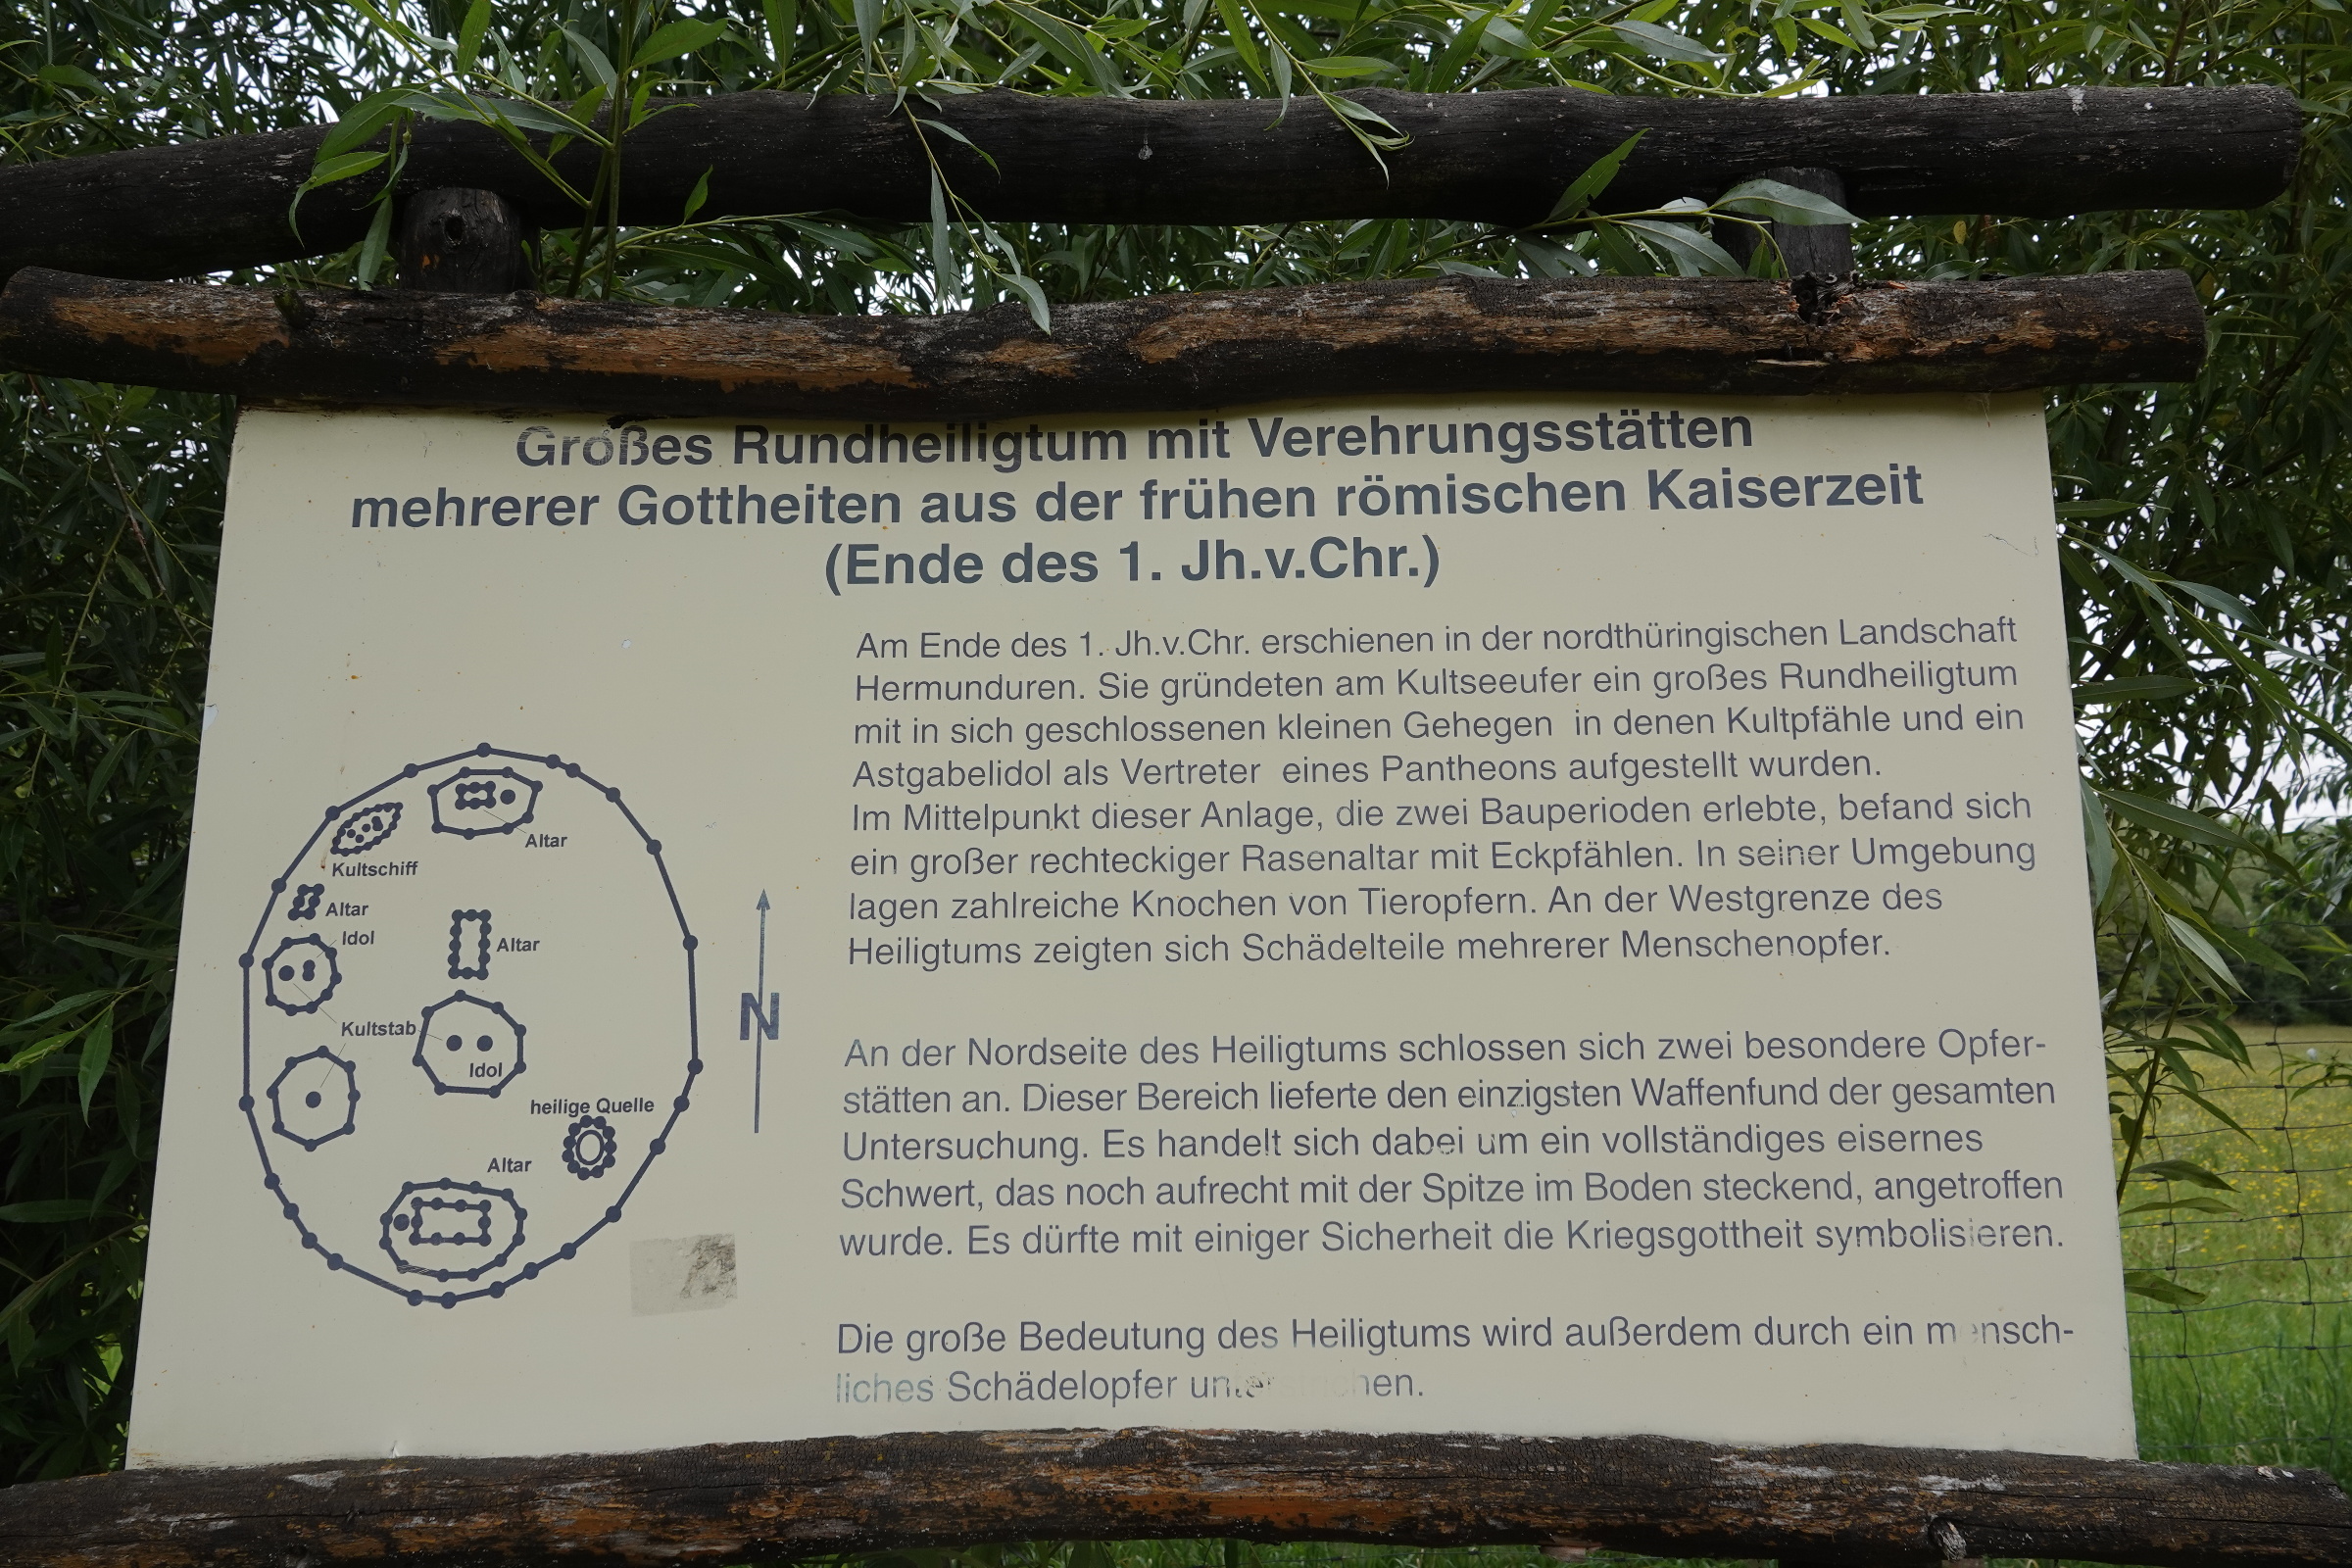 Großes Rundheiligtum mit Verehrungsstätten
mehrerer Gottheiten aus der frühen römischen Kaiserzeit
(Ende des 1. Jh.v.Chr.)
Am Ende des 1. Jh.v.Chr. erschienen in der nordthüringischen Landschaft
Hermunduren. Sie gründeten am Kultseeufer ein großes Rundheiligtum
mit in sich geschlossenen kleinen Gehegen in denen Kultpfähle und ein
Astgabelidol als Vertreter eines Pantheons aufgestellt wurden.
Im Mittelpunkt dieser Anlage, die zwei Bauperioden erlebte, befand sich
ein großer rechteckiger Rasenaltar mit Eckpfählen. In seiner Umgebung
lagen zahlreiche Knochen von Tieropfern. An der Westgrenze des
Heiligtums zeigten sich Schädelteile mehrerer Menschenopfer.
An der Nordseite des Heiligtums schlossen sich zwei besondere Opfer-
stätten an. Dieser Bereich lieferte den einzigsten Waffenfund der gesamten
Untersuchung. Es handelt sich dabei um ein vollständiges eisernes
Schwert, das noch aufrecht mit der Spitze im Boden steckend, angetroffen
wurde. Es dürfte mit einiger Sicherheit die Kriegsgottheit symbolisieren.
Die große Bedeutung des Heiligtums wird außerdem durch ein mensch-
liches Schädelopfer unterstrichen.
Altar
Kultschiff
Altar
Idol
Altar
Kultstab
Idol
heilige Quelle
Altar
N